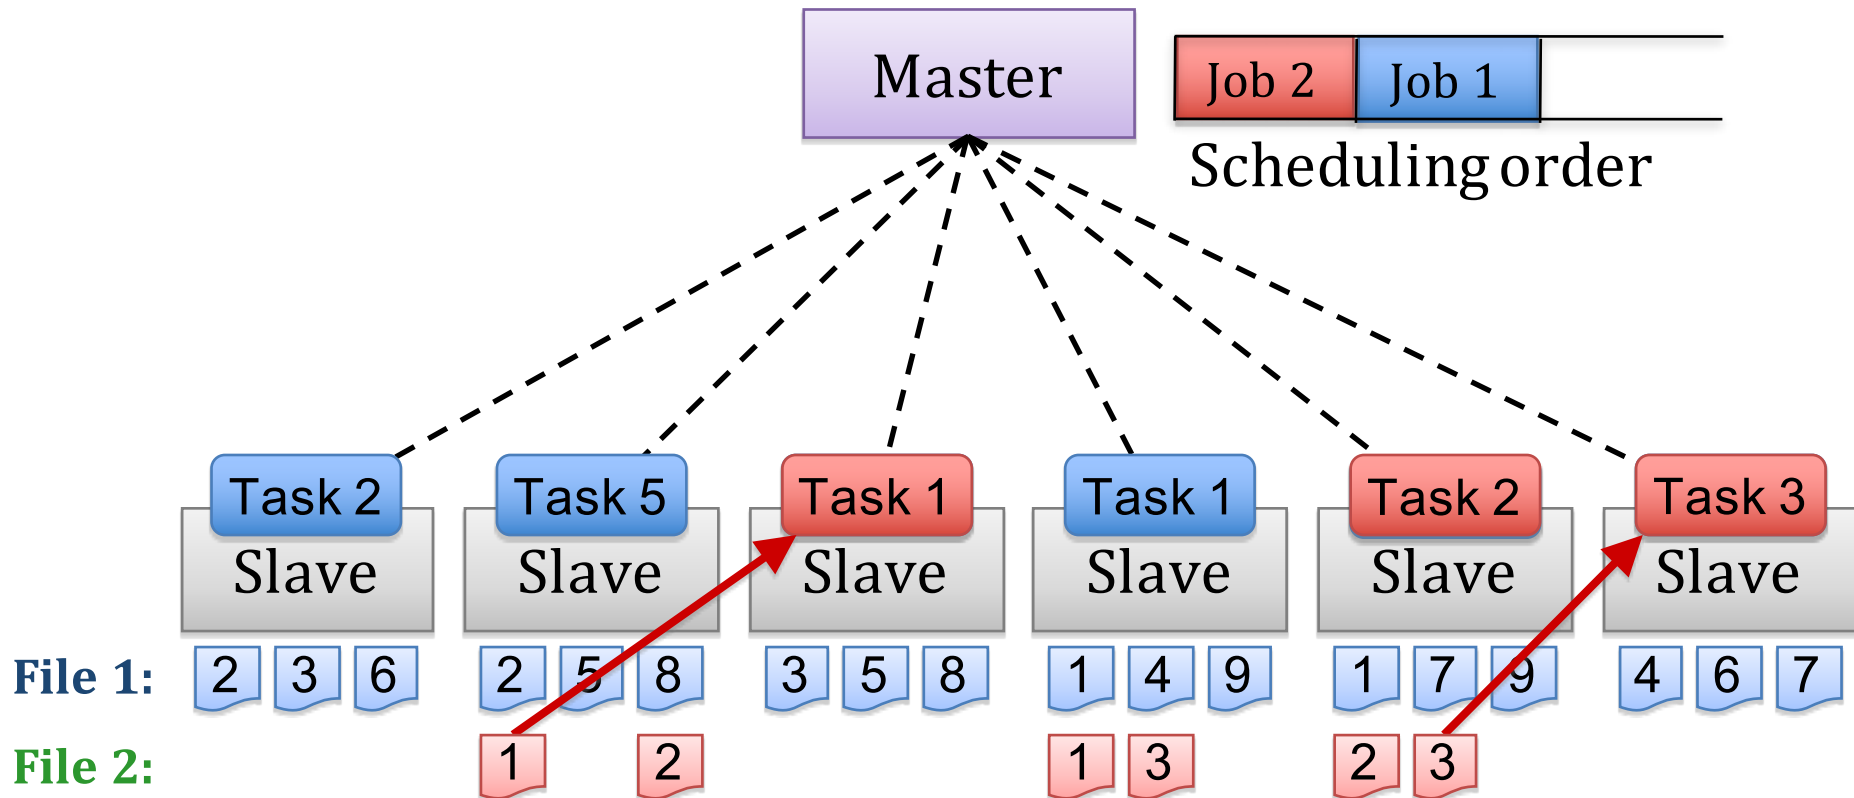 Master
Job 2 Job 1
Scheduling order
Task 2 Task 5 Task 1 Task 1 Task 2 Task 3
Slave Slave Slave Slave Slave Slave
File 1: 2 3 6 2 5 8 3 5 8 1 4 9 1 7 9 4 6 7
File 2: 1 2 1 3 2 3